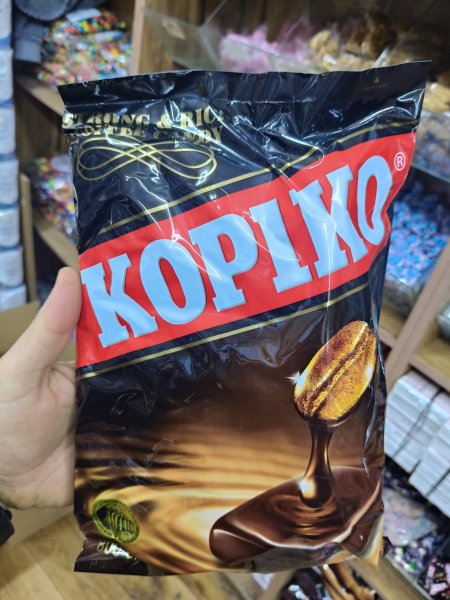 STRONG & RICH
COFFEE CANDY
KOPIKO®